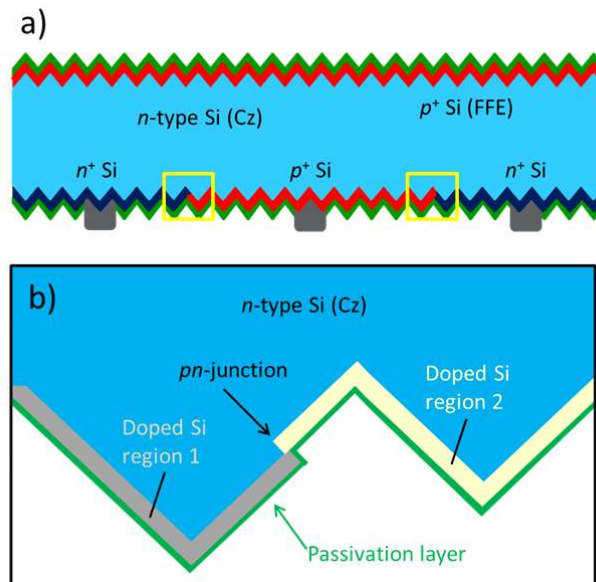 a)
n-type Si (Cz)
p+ Si (FFE)
n+ Si
p+ Si
n+ Si
b)
n-type Si (Cz)
pn-junction
Doped Si
region 1
Doped Si
region 2
Passivation layer